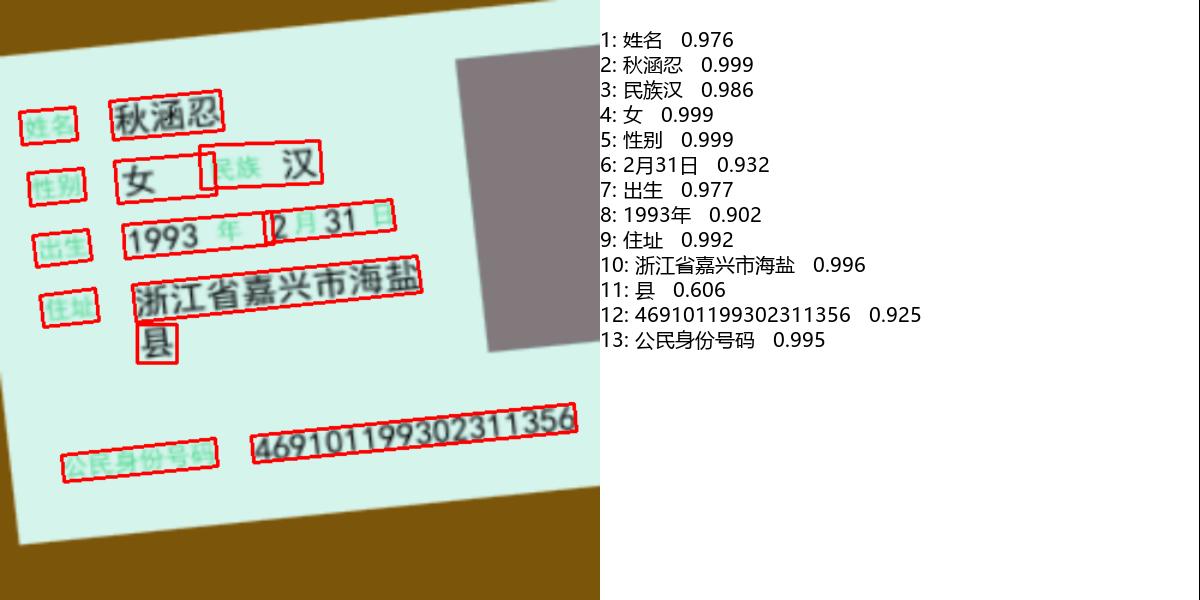 姓名 秋涵忍
性别 女 民族 汉
出生 1993 年 2 月 31 日
住址 浙江省嘉兴市海盐
县
公民身份号码 469101199302311356
1: 姓名 0.976
2: 秋涵忍 0.999
3: 民族汉 0.986
4: 女 0.999
5: 性别 0.999
6: 2月31日 0.932
7: 出生 0.977
8: 1993年 0.902
9: 住址 0.992
10: 浙江省嘉兴市海盐 0.996
11: 县 0.606
12: 469101199302311356 0.925
13: 公民身份号码 0.995